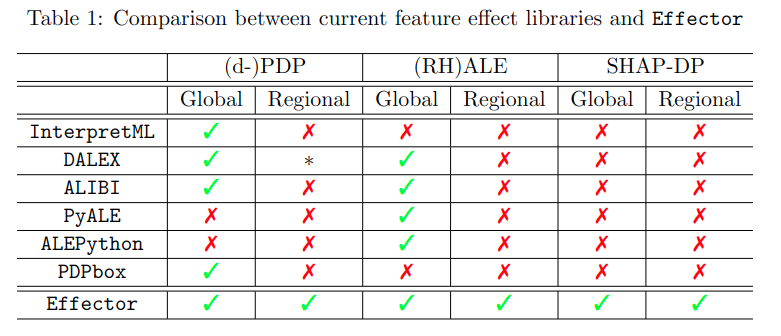 Table 1: Comparison between current feature effect libraries and Effector
(d-)PDP (RH)ALE SHAP-DP
Global Regional Global Regional Global Regional
InterpretML ✓ ✗ ✗ ✗ ✗ ✗
DALEX ✓ * ✓ ✗ ✗ ✗
ALIBI ✓ ✗ ✓ ✗ ✗ ✗
PyALE ✗ ✗ ✓ ✗ ✗ ✗
ALEPython ✗ ✗ ✓ ✗ ✗ ✗
PDPbox ✓ ✗ ✗ ✗ ✗ ✗
Effector ✓ ✓ ✓ ✓ ✓ ✓